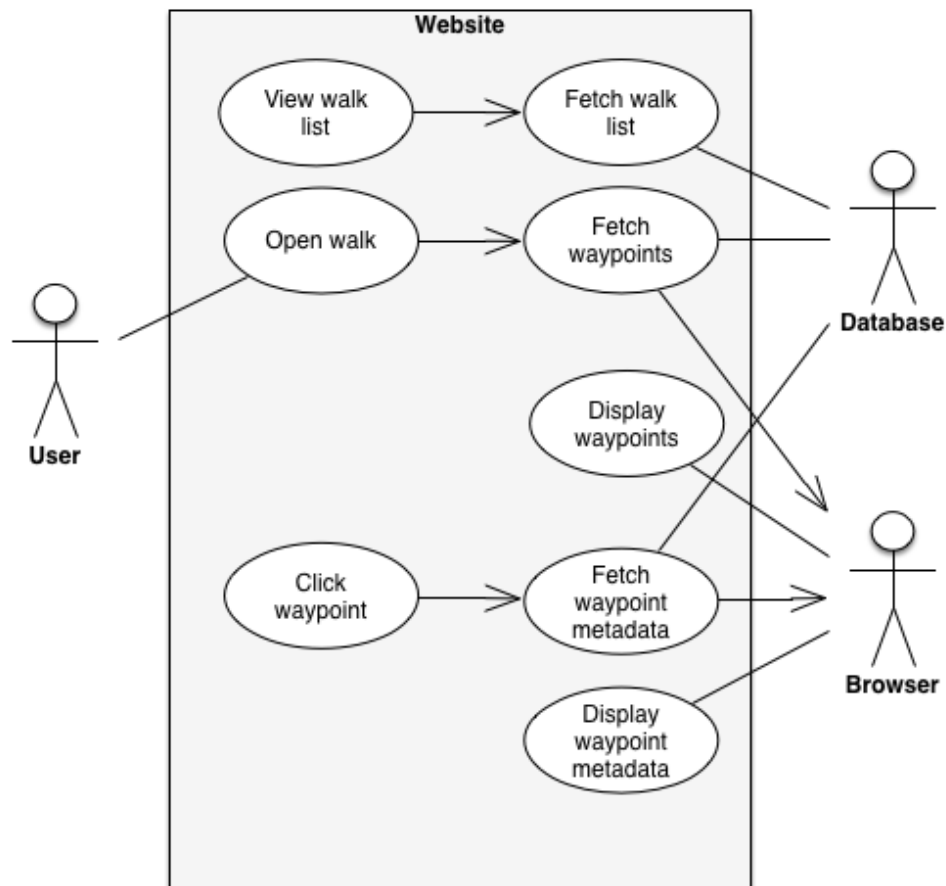 Website
View walk
list
Fetch walk
list
Open walk
Fetch
waypoints
Database
User
Display
waypoints
Click
waypoint
Fetch
waypoint
metadata
Browser
Display
waypoint
metadata